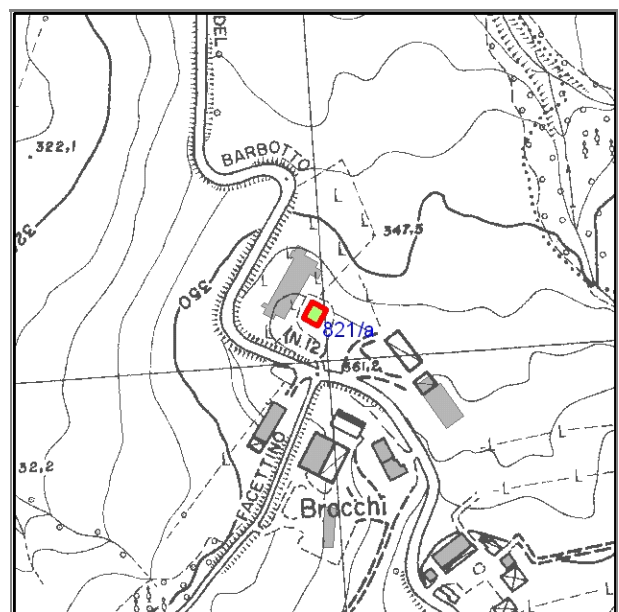 DEL
BARBOTTO
322,1
347,5
350
821/a
(N.12)
361,2
32,2
FACETTINO
Brocchi